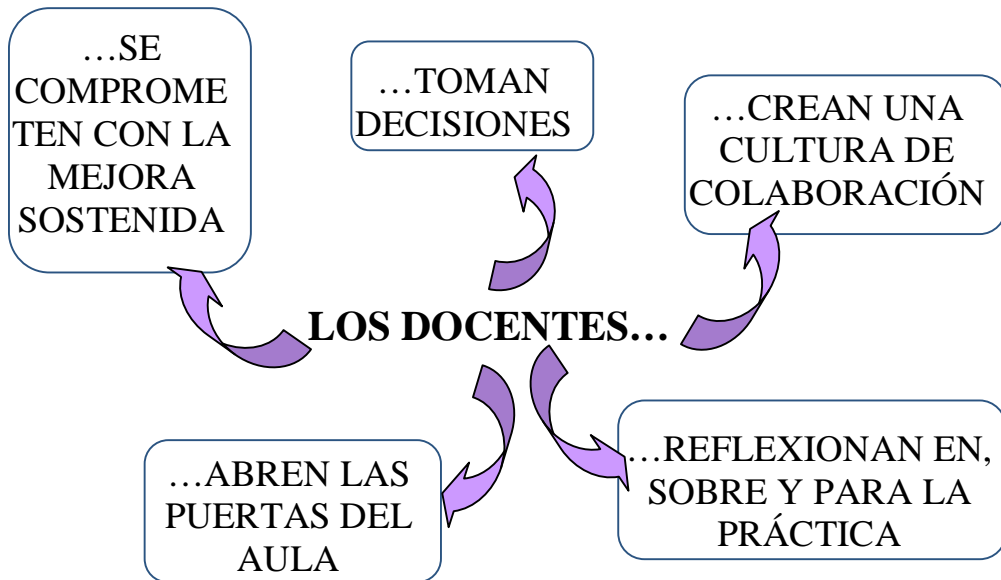 …SE
COMPROME
TEN CON LA
MEJORA
SOSTENIDA
…TOMAN
DECISIONES
…CREAN UNA
CULTURA DE
COLABORACIÓN
LOS DOCENTES…
…ABREN LAS
PUERTAS DEL
AULA
…REFLEXIONAN EN,
SOBRE Y PARA LA
PRÁCTICA